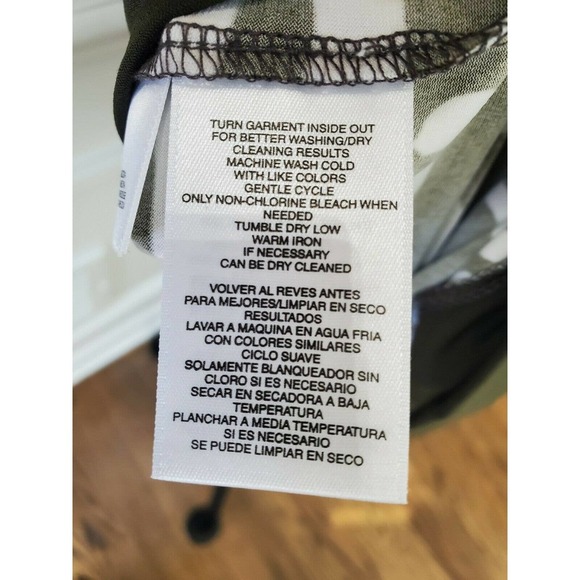 TURN GARMENT INSIDE OUT
FOR BETTER WASHING/DRY
CLEANING RESULTS
MACHINE WASH COLD
WITH LIKE COLORS
GENTLE CYCLE
ONLY NON-CHLORINE BLEACH WHEN
NEEDED
TUMBLE DRY LOW
WARM IRON
IF NECESSARY
CAN BE DRY CLEANED
VOLVER AL REVES ANTES
PARA MEJORES/LIMPIAR EN SECO
RESULTADOS
LAVAR A MAQUINA EN AGUA FRIA
CON COLORES SIMILARES
CICLO SUAVE
SOLAMENTE BLANQUEADOR SIN
CLORO SI ES NECESARIO
SECAR EN SECADORA A BAJA
TEMPERATURA
PLANCHAR A MEDIA TEMPERATURA
SI ES NECESARIO
SE PUEDE LIMPIAR EN SECO